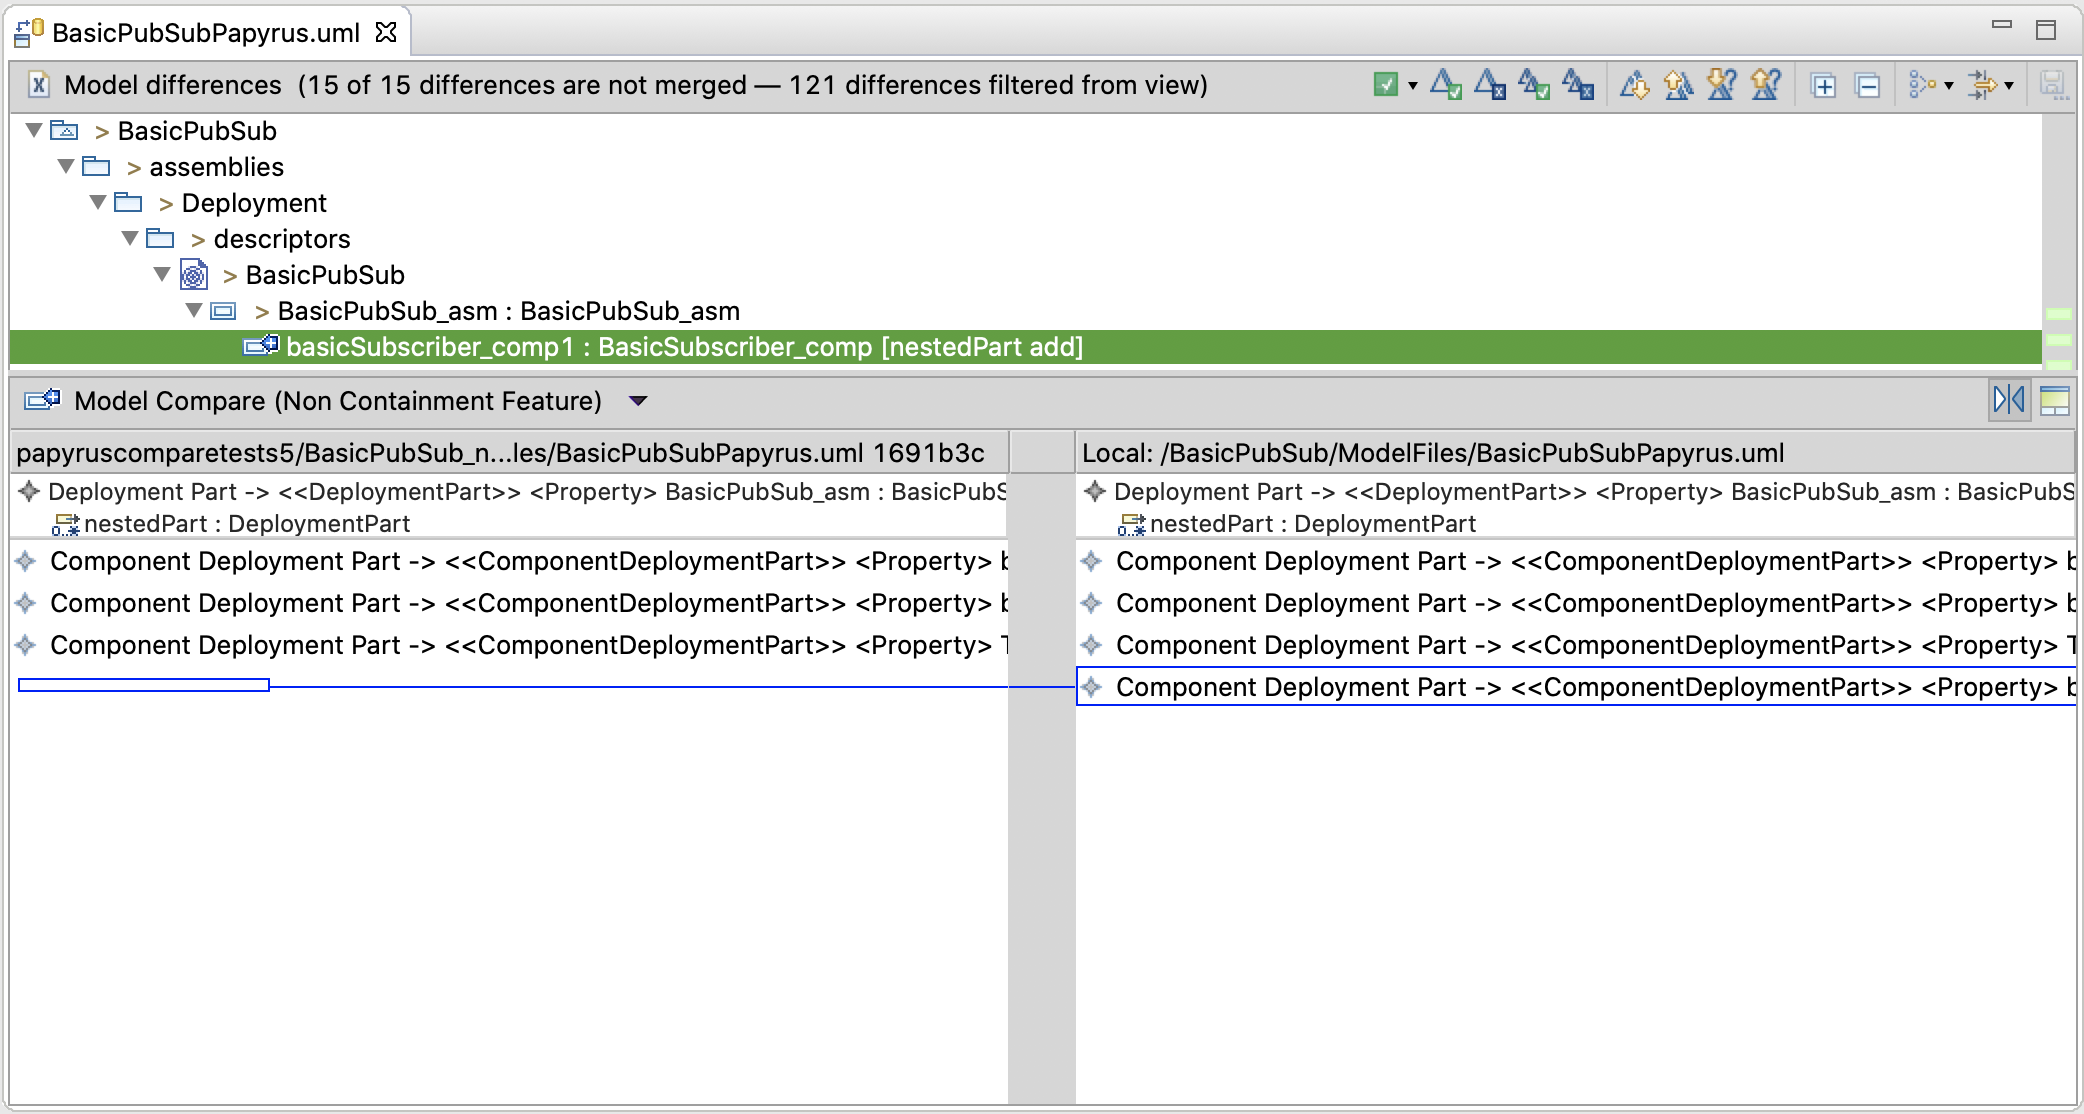 BasicPubSubPapyrus.uml
Model differences (15 of 15 differences are not merged — 121 differences filtered from view)
> BasicPubSub
> assemblies
> Deployment
> descriptors
> BasicPubSub
> BasicPubSub_asm : BasicPubSub_asm
basicSubscriber_comp1 : BasicSubscriber_comp [nestedPart add]
Model Compare (Non Containment Feature)
papyruscomparetests5/BasicPubSub_n...les/BasicPubSubPapyrus.uml 1691b3c
Local: /BasicPubSub/ModelFiles/BasicPubSubPapyrus.uml
Deployment Part -> <<DeploymentPart>> <Property> BasicPubSub_asm : BasicPubS
nestedPart : DeploymentPart
Component Deployment Part -> <<ComponentDeploymentPart>> <Property> b
Component Deployment Part -> <<ComponentDeploymentPart>> <Property> b
Component Deployment Part -> <<ComponentDeploymentPart>> <Property> T
Deployment Part -> <<DeploymentPart>> <Property> BasicPubSub_asm : BasicPubS
nestedPart : DeploymentPart
Component Deployment Part -> <<ComponentDeploymentPart>> <Property> b
Component Deployment Part -> <<ComponentDeploymentPart>> <Property> b
Component Deployment Part -> <<ComponentDeploymentPart>> <Property> T
Component Deployment Part -> <<ComponentDeploymentPart>> <Property> b